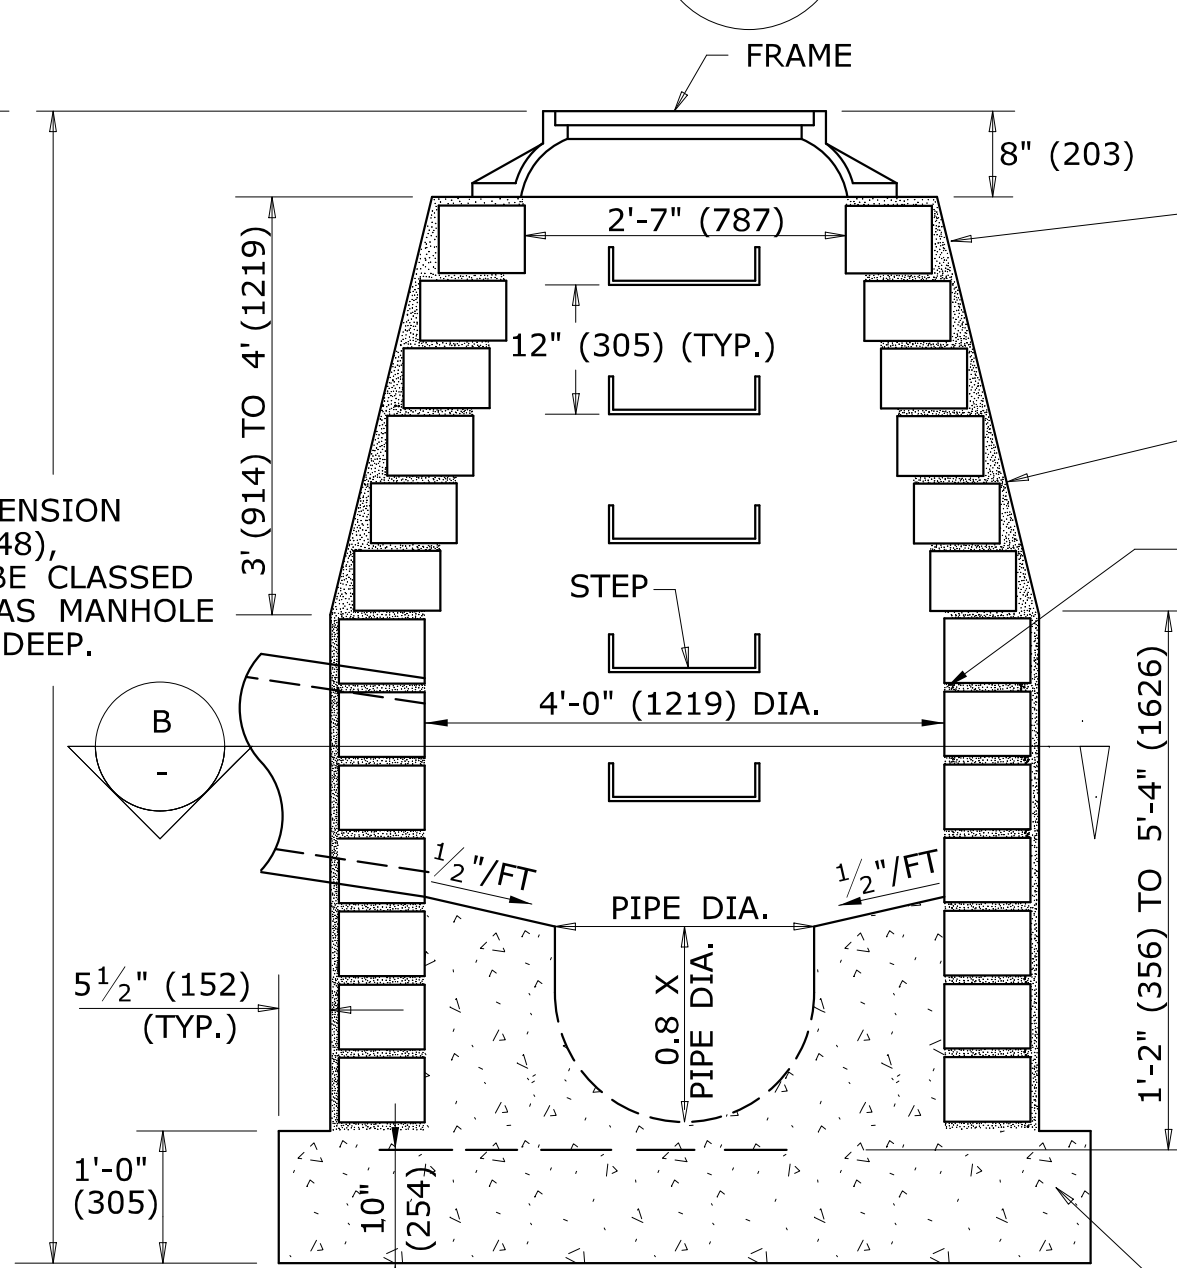 FRAME
8" (203)
2'-7" (787)
3' (914) TO 4' (1219)
12" (305) (TYP.)
ENSION
48),
BE CLASSED
AS MANHOLE
DEEP.
STEP
4'-0" (1219) DIA.
B
-
1'-2" (356) TO 5'-4" (1626)
1/2"/FT
1/2"/FT
PIPE DIA.
0.8 X
PIPE DIA.
5 1/2" (152)
(TYP.)
1'-0"
(305)
10"
(254)